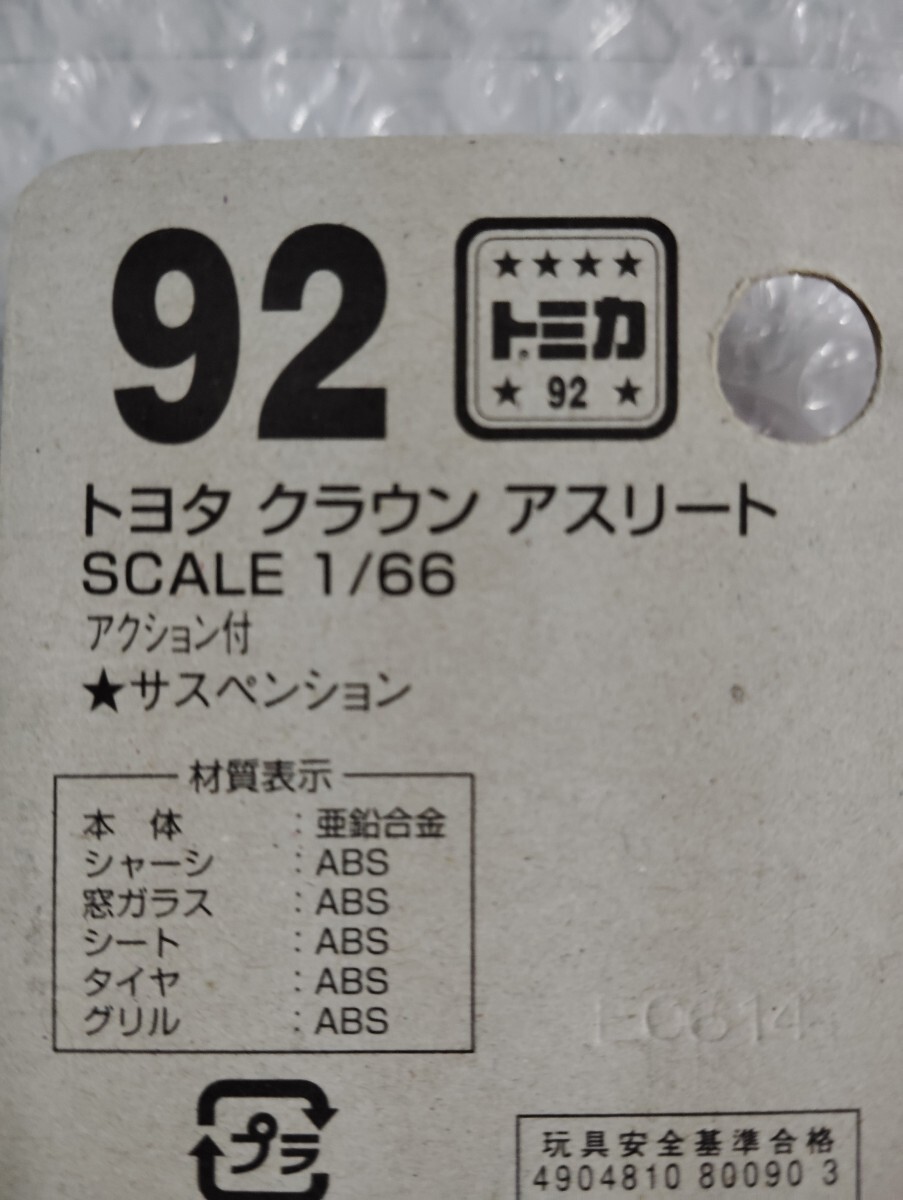 92
★★★★
トミカ
★ 92 ★
トヨタ クラウン アスリート
SCALE 1/66
アクション付
★サスペンション
材質表示
本 体 : 亜鉛合金
シャーシ : ABS
窓ガラス : ABS
シート : ABS
タイヤ : ABS
グリル : ABS
プラ
玩具安全基準合格
4904810 80090 3